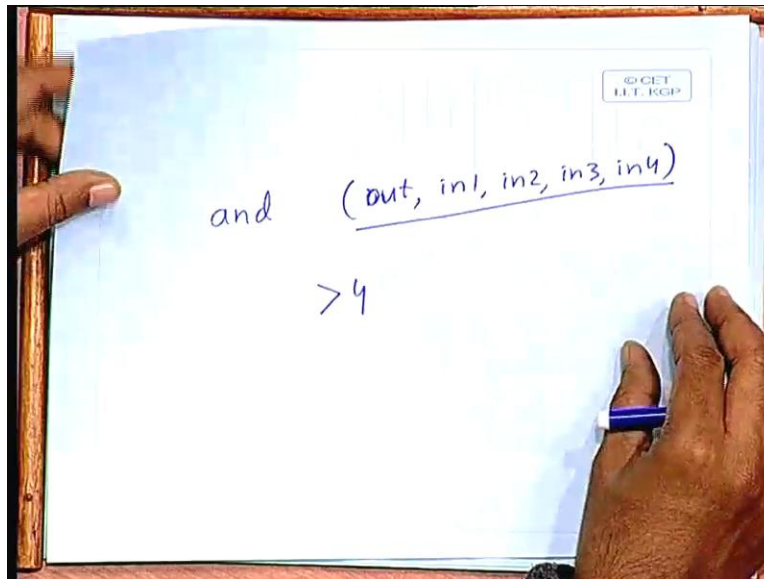 © CET
I.I.T. KGP
and (out, in1, in2, in3, in4)
>4